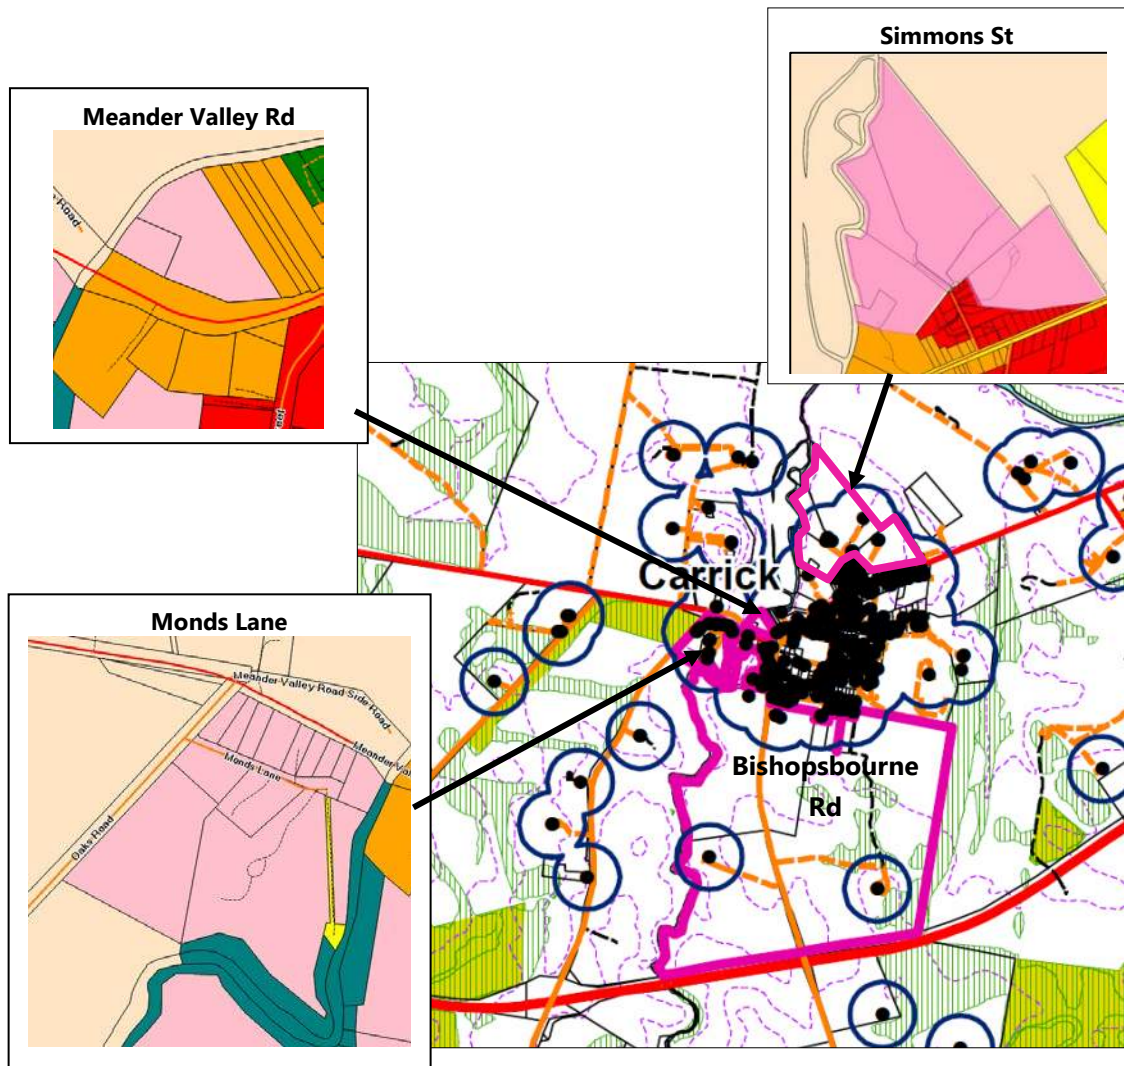 Simmons St
Meander Valley Rd
Road
Carrick
Monds Lane
Meander Valley Road Side Road
Meander Val
Monds Lane
Oaks Road
Bishopsbourne
Rd